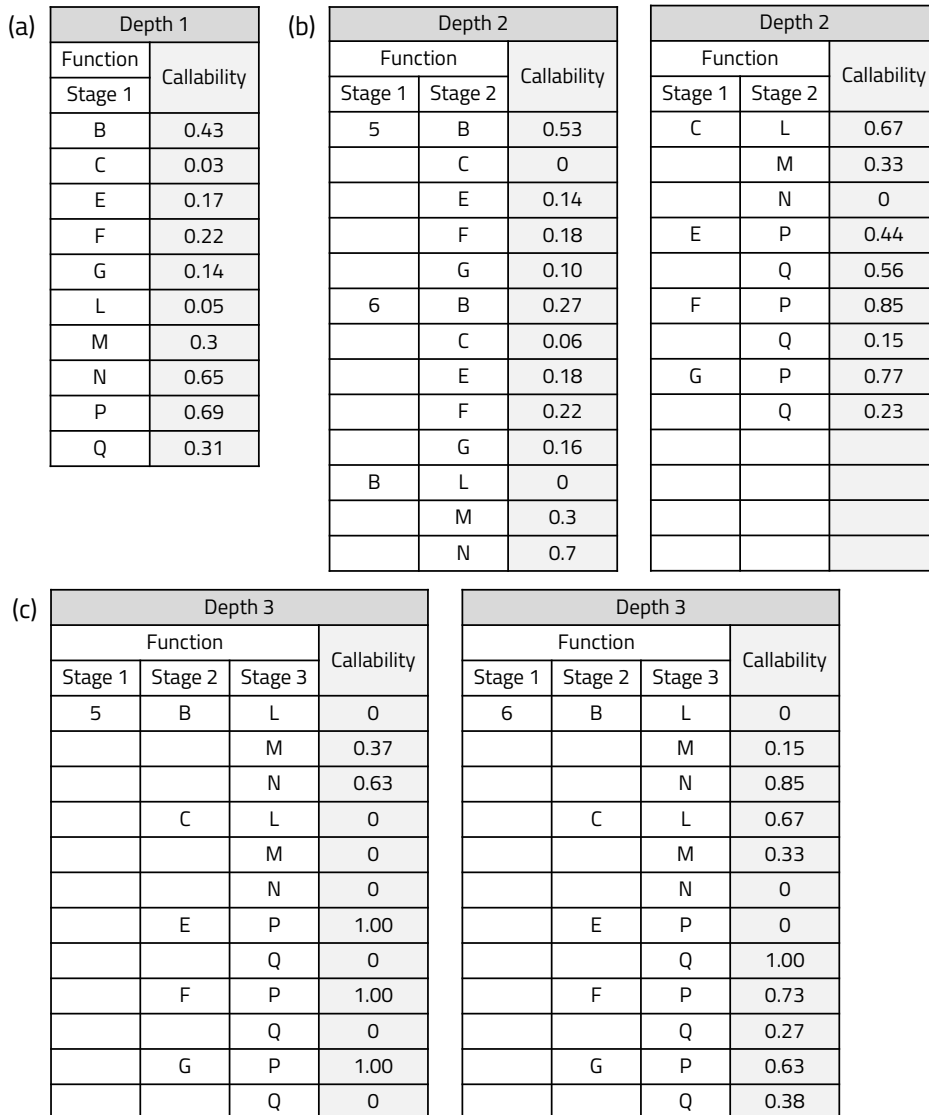 (a)
Depth 1
Function Callability
Stage 1
B 0.43
C 0.03
E 0.17
F 0.22
G 0.14
L 0.05
M 0.3
N 0.65
P 0.69
Q 0.31
(b)
Depth 2
Function Callability
Stage 1 Stage 2
5 B 0.53
C 0
E 0.14
F 0.18
G 0.10
6 B 0.27
C 0.06
E 0.18
F 0.22
G 0.16
B L 0
M 0.3
N 0.7
Depth 2
Function Callability
Stage 1 Stage 2
C L 0.67
M 0.33
N 0
E P 0.44
Q 0.56
F P 0.85
Q 0.15
G P 0.77
Q 0.23
(c)
Depth 3
Function Callability
Stage 1 Stage 2 Stage 3
5 B L 0
M 0.37
N 0.63
C L 0
M 0
N 0
E P 1.00
Q 0
F P 1.00
Q 0
G P 1.00
Q 0
Depth 3
Function Callability
Stage 1 Stage 2 Stage 3
6 B L 0
M 0.15
N 0.85
C L 0.67
M 0.33
N 0
E P 0
Q 1.00
F P 0.73
Q 0.27
G P 0.63
Q 0.38